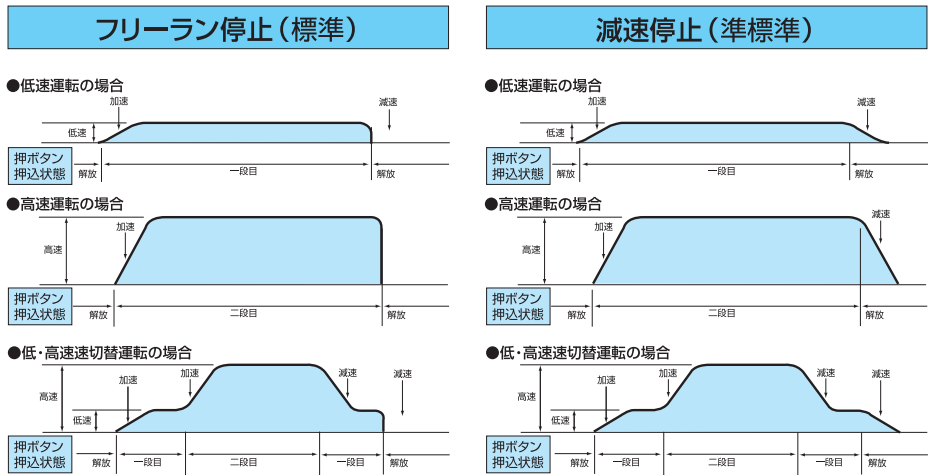 フリーラン停止（標準）
●低速運転の場合
加速
減速
低速
押ボタン
押込状態
解放
一段目
解放
●高速運転の場合
加速
高速
押ボタン
押込状態
解放
二段目
解放
●低・高速速切替運転の場合
加速
加速
減速
減速
高速
低速
押ボタン
押込状態
解放
一段目
二段目
一段目
解放
減速停止（準標準）
●低速運転の場合
加速
減速
低速
押ボタン
押込状態
解放
一段目
解放
●高速運転の場合
加速
減速
高速
押ボタン
押込状態
解放
二段目
解放
●低・高速速切替運転の場合
加速
加速
減速
減速
高速
低速
押ボタン
押込状態
解放
一段目
二段目
一段目
解放